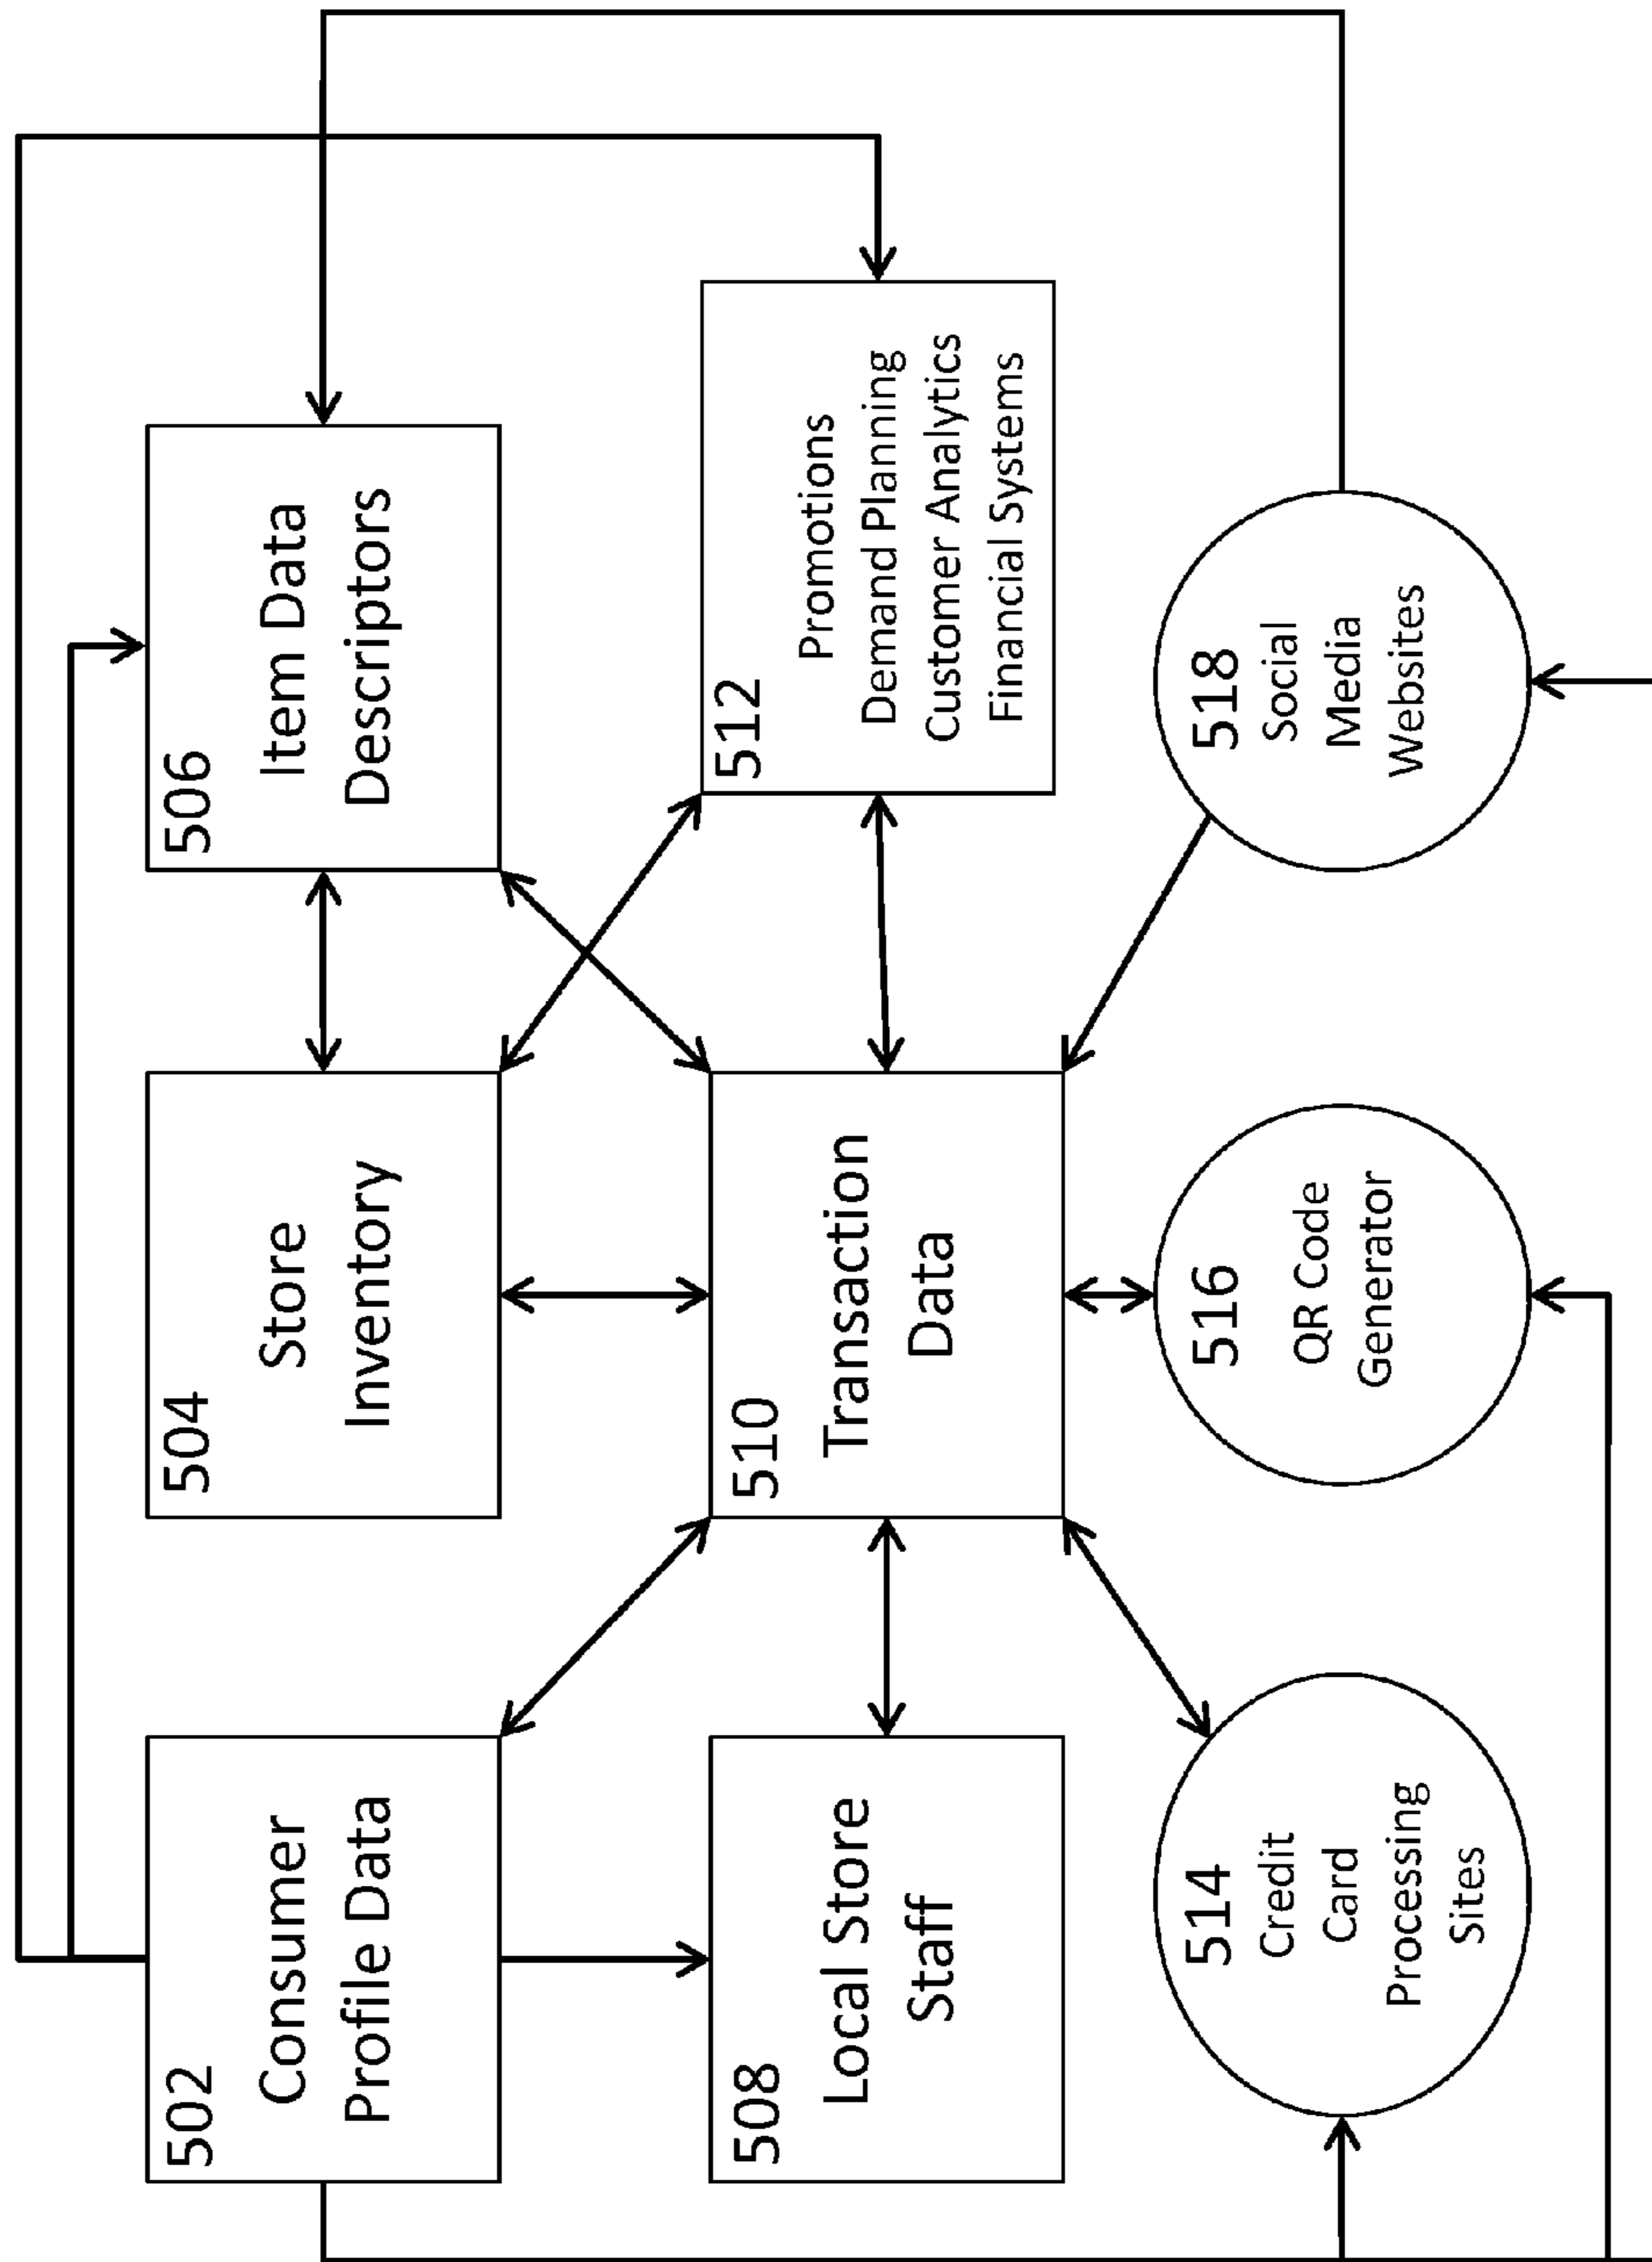 502
Consumer
Profile Data
504
Store
Inventory
506
Item Data
Descriptors
508
Local Store
Staff
510
Transaction
Data
512
Promotions
Demand Planning
Customer Analytics
Financial Systems
514
Credit
Card
Processing
Sites
516
QR Code
Generator
518
Social
Media
Websites